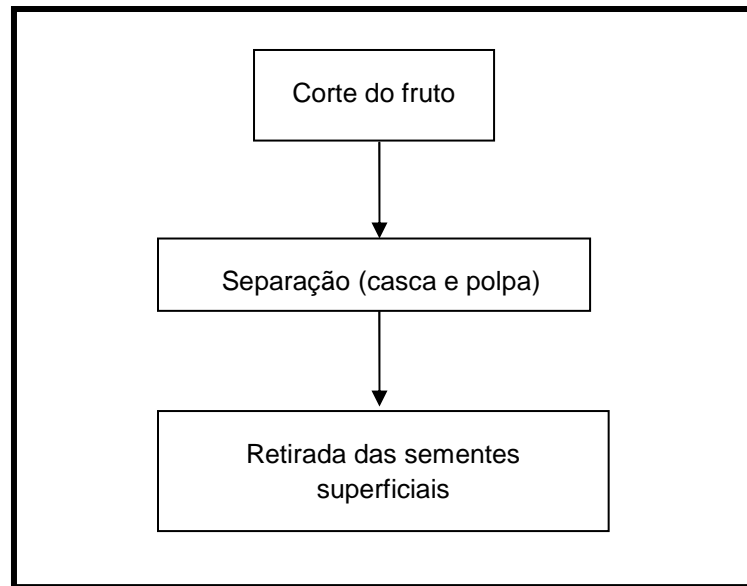 Corte do fruto
Separação (casca e polpa)
Retirada das sementes
superficiais